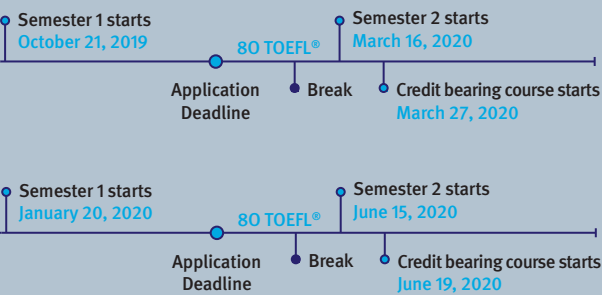 Semester 1 starts
October 21, 2019
80 TOEFL®
Semester 2 starts
March 16, 2020
Application
Deadline
Break
Credit bearing course starts
March 27, 2020
Semester 1 starts
January 20, 2020
80 TOEFL®
Semester 2 starts
June 15, 2020
Application
Deadline
Break
Credit bearing course starts
June 19, 2020